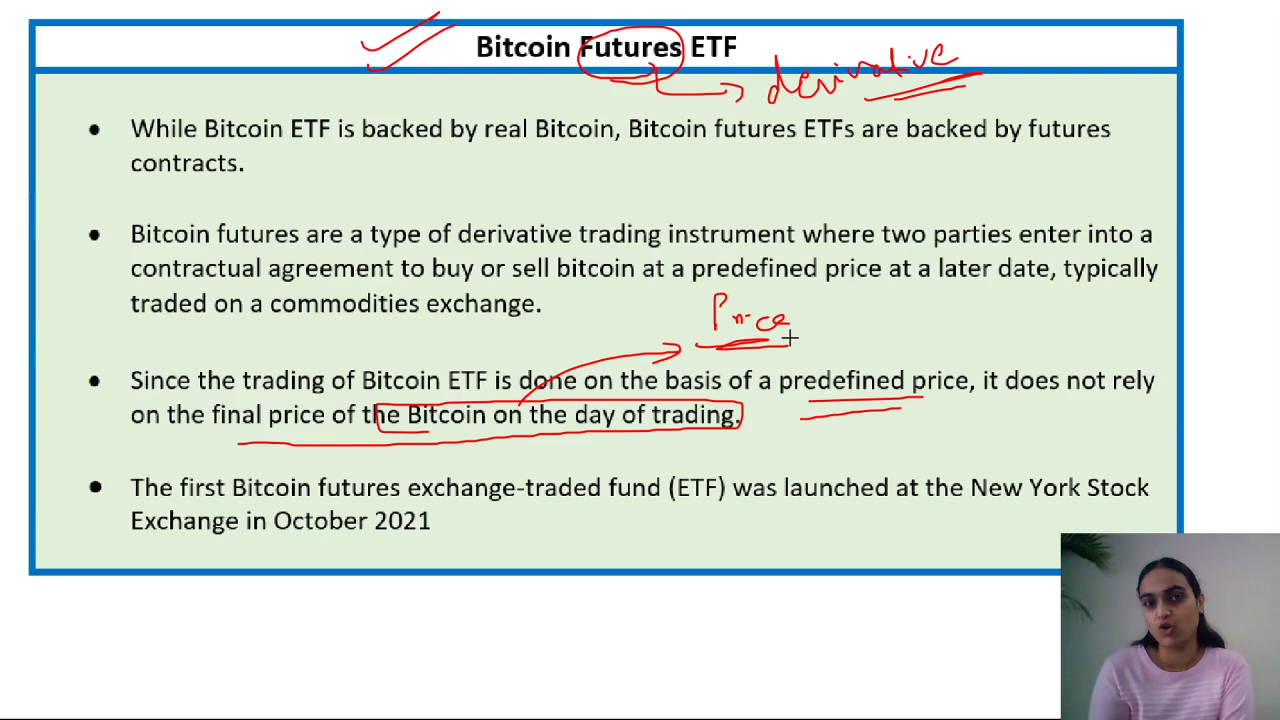 Bitcoin Futures ETF
derivative
• While Bitcoin ETF is backed by real Bitcoin, Bitcoin futures ETFs are backed by futures
contracts.
• Bitcoin futures are a type of derivative trading instrument where two parties enter into a
contractual agreement to buy or sell bitcoin at a predefined price at a later date, typically
traded on a commodities exchange.
Price
• Since the trading of Bitcoin ETF is done on the basis of a predefined price, it does not rely
on the final price of the Bitcoin on the day of trading.
• The first Bitcoin futures exchange-traded fund (ETF) was launched at the New York Stock
Exchange in October 2021